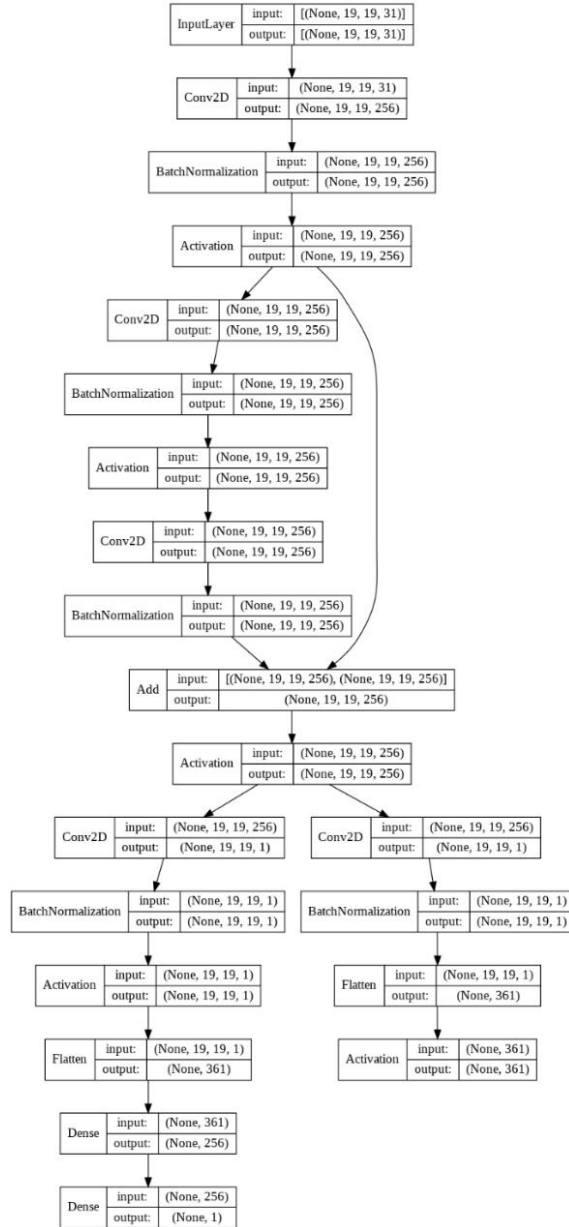 InputLayer
input: [(None, 19, 19, 31)]
output: [(None, 19, 19, 31)]
Conv2D
input: (None, 19, 19, 31)
output: (None, 19, 19, 256)
BatchNormalization
input: (None, 19, 19, 256)
output: (None, 19, 19, 256)
Activation
input: (None, 19, 19, 256)
output: (None, 19, 19, 256)
Conv2D
input: (None, 19, 19, 256)
output: (None, 19, 19, 256)
BatchNormalization
input: (None, 19, 19, 256)
output: (None, 19, 19, 256)
Activation
input: (None, 19, 19, 256)
output: (None, 19, 19, 256)
Conv2D
input: (None, 19, 19, 256)
output: (None, 19, 19, 256)
BatchNormalization
input: (None, 19, 19, 256)
output: (None, 19, 19, 256)
Add
input: [(None, 19, 19, 256), (None, 19, 19, 256)]
output: (None, 19, 19, 256)
Activation
input: (None, 19, 19, 256)
output: (None, 19, 19, 256)
Conv2D
input: (None, 19, 19, 256)
output: (None, 19, 19, 1)
BatchNormalization
input: (None, 19, 19, 1)
output: (None, 19, 19, 1)
Activation
input: (None, 19, 19, 1)
output: (None, 19, 19, 1)
Flatten
input: (None, 19, 19, 1)
output: (None, 361)
Dense
input: (None, 361)
output: (None, 256)
Dense
input: (None, 256)
output: (None, 1)
Conv2D
input: (None, 19, 19, 256)
output: (None, 19, 19, 1)
BatchNormalization
input: (None, 19, 19, 1)
output: (None, 19, 19, 1)
Flatten
input: (None, 19, 19, 1)
output: (None, 361)
Activation
input: (None, 361)
output: (None, 361)